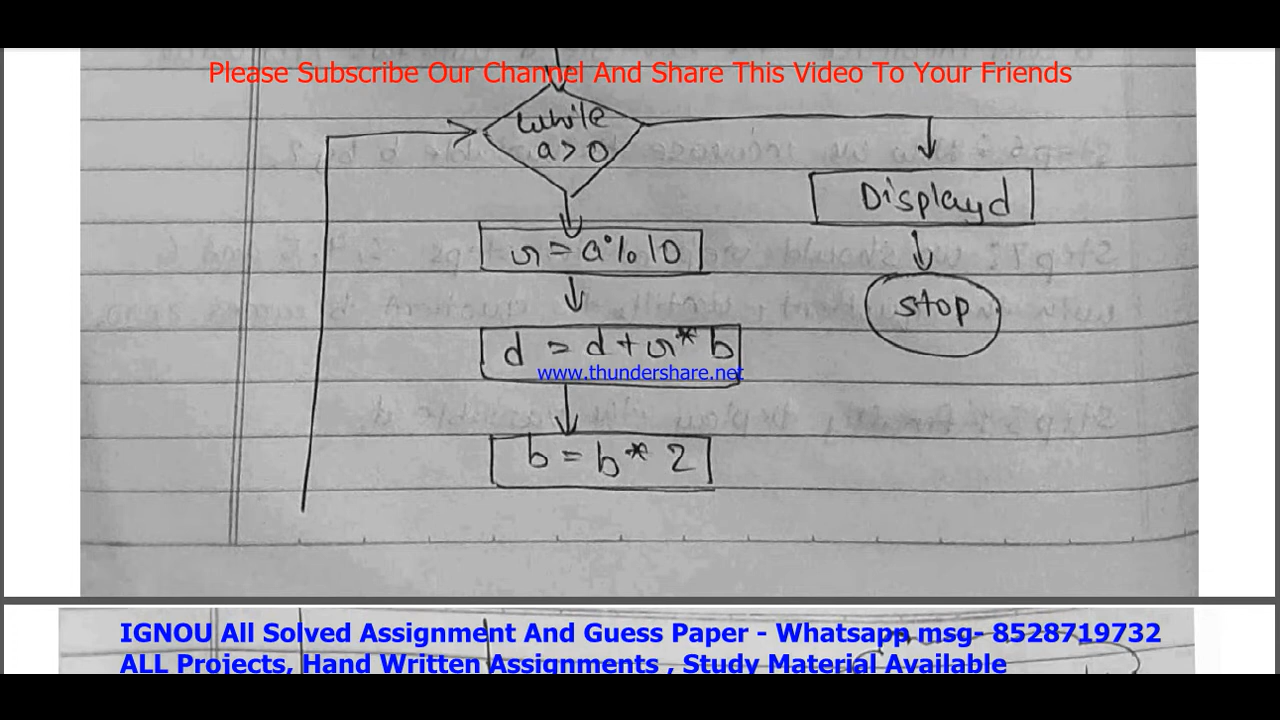 Please Subscribe Our Channel And Share This Video To Your Friends
while
a > 0
Display d
r = a % 10
stop
d = d + r * b
www.thundershare.net
b = b * 2
IGNOU All Solved Assignment And Guess Paper - Whatsapp msg- 8528719732
ALL Projects, Hand Written Assignments , Study Material Available